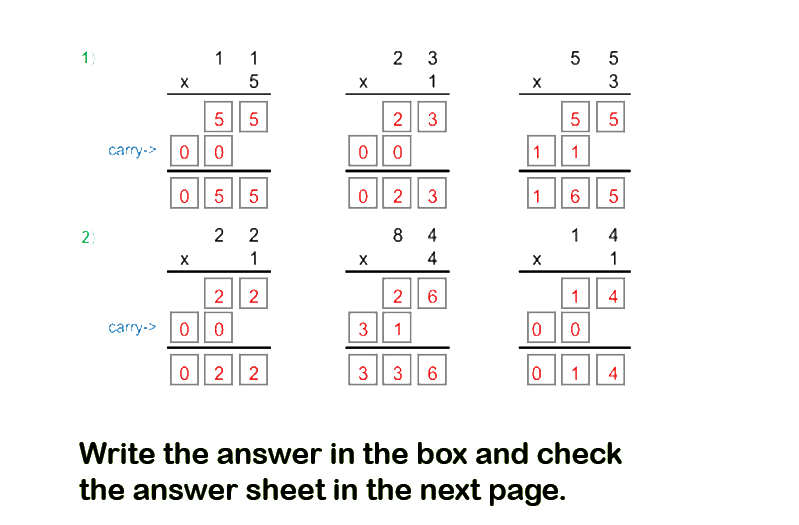 1)
1 1 2 3 5 5
x 5 x 1 x 3
5 5 2 3 5 5
carry-> 0 0 0 0 1 1
0 5 5 0 2 3 1 6 5
2)
2 2 8 4 1 4
x 1 x 4 x 1
2 2 2 6 1 4
carry-> 0 0 3 1 0 0
0 2 2 3 3 6 0 1 4
Write the answer in the box and check
the answer sheet in the next page.